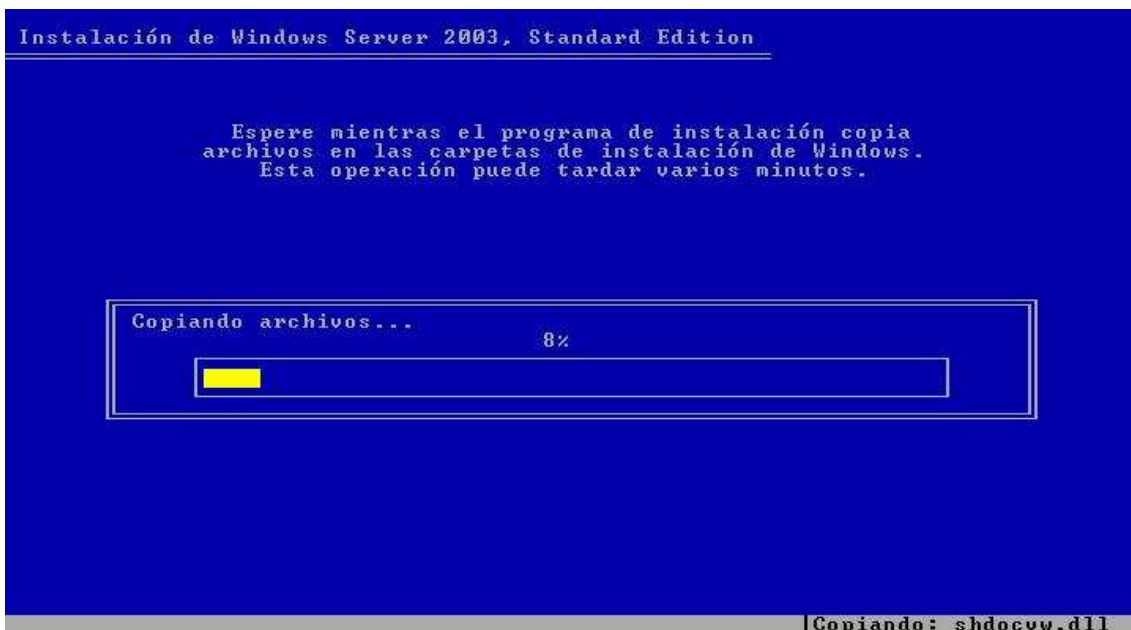 Instalación de Windows Server 2003, Standard Edition
Espere mientras el programa de instalación copia
archivos en las carpetas de instalación de Windows.
Esta operación puede tardar varios minutos.
Copiando archivos...
8%
Copiando: shdocvw.dll